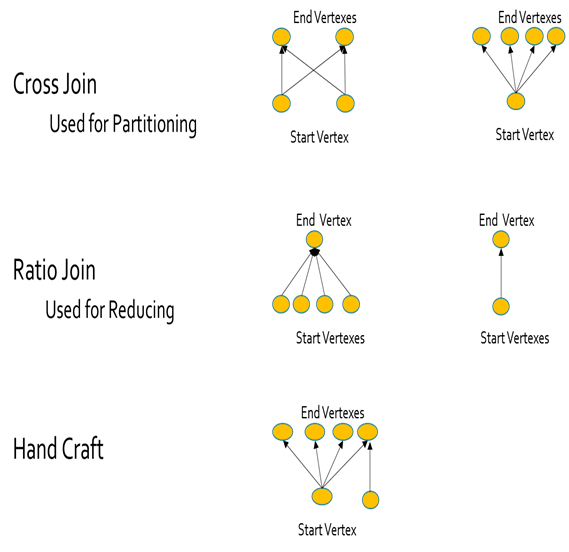 End Vertexes
End Vertexes
Cross Join
Used for Partitioning
Start Vertex
Start Vertex
End Vertex
End Vertex
Ratio Join
Used for Reducing
Start Vertexes
Start Vertexes
End Vertexes
Hand Craft
Start Vertex